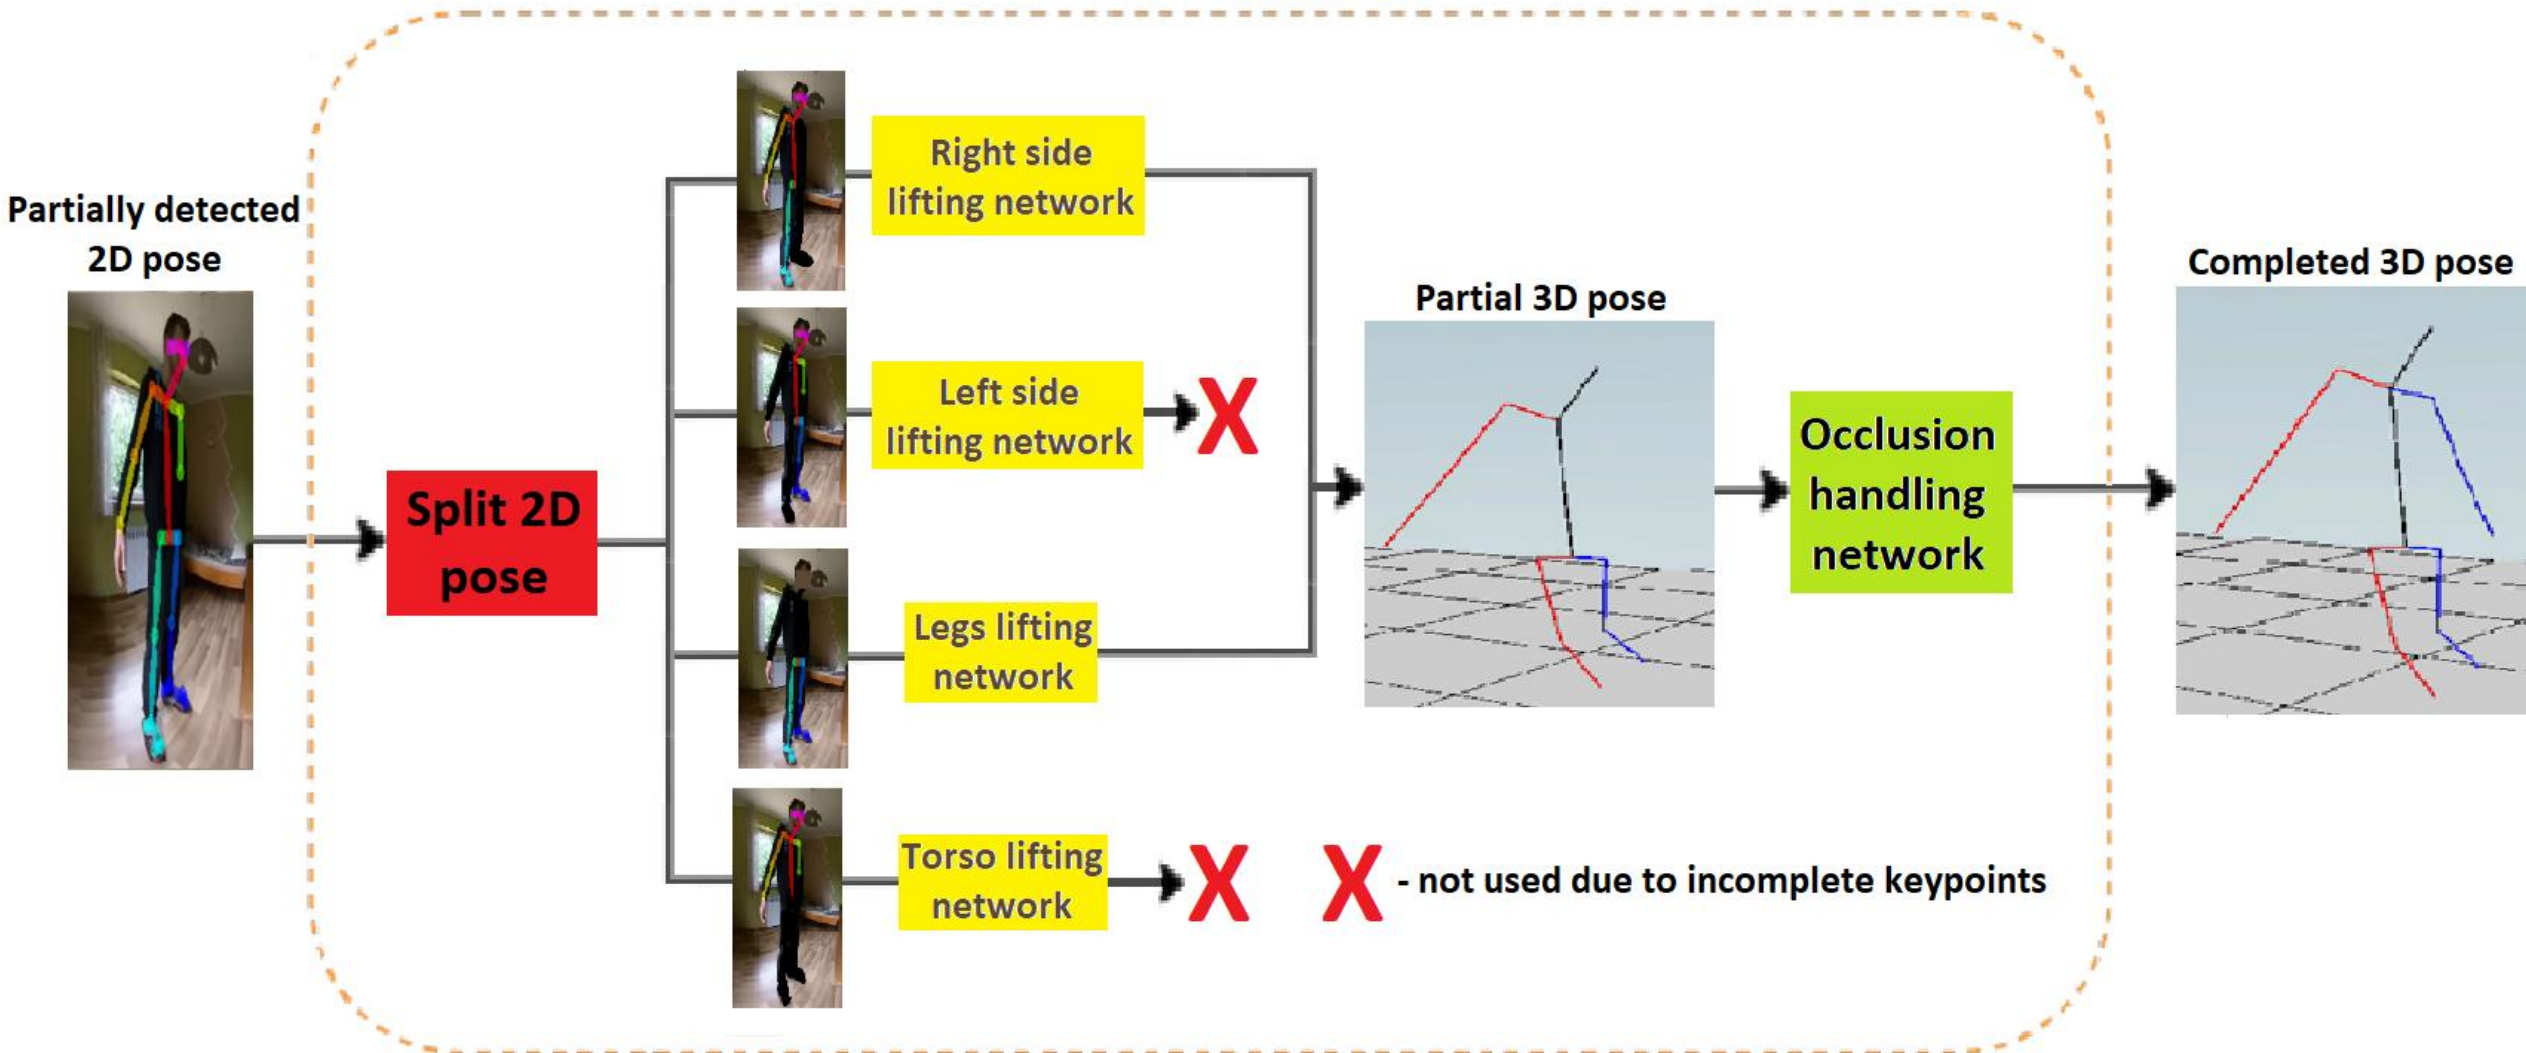 Partially detected
2D pose
Split 2D
pose
Right side
lifting network
Left side
lifting network
X
Legs lifting
network
Torso lifting
network
X
X - not used due to incomplete keypoints
Partial 3D pose
Occlusion
handling
network
Completed 3D pose